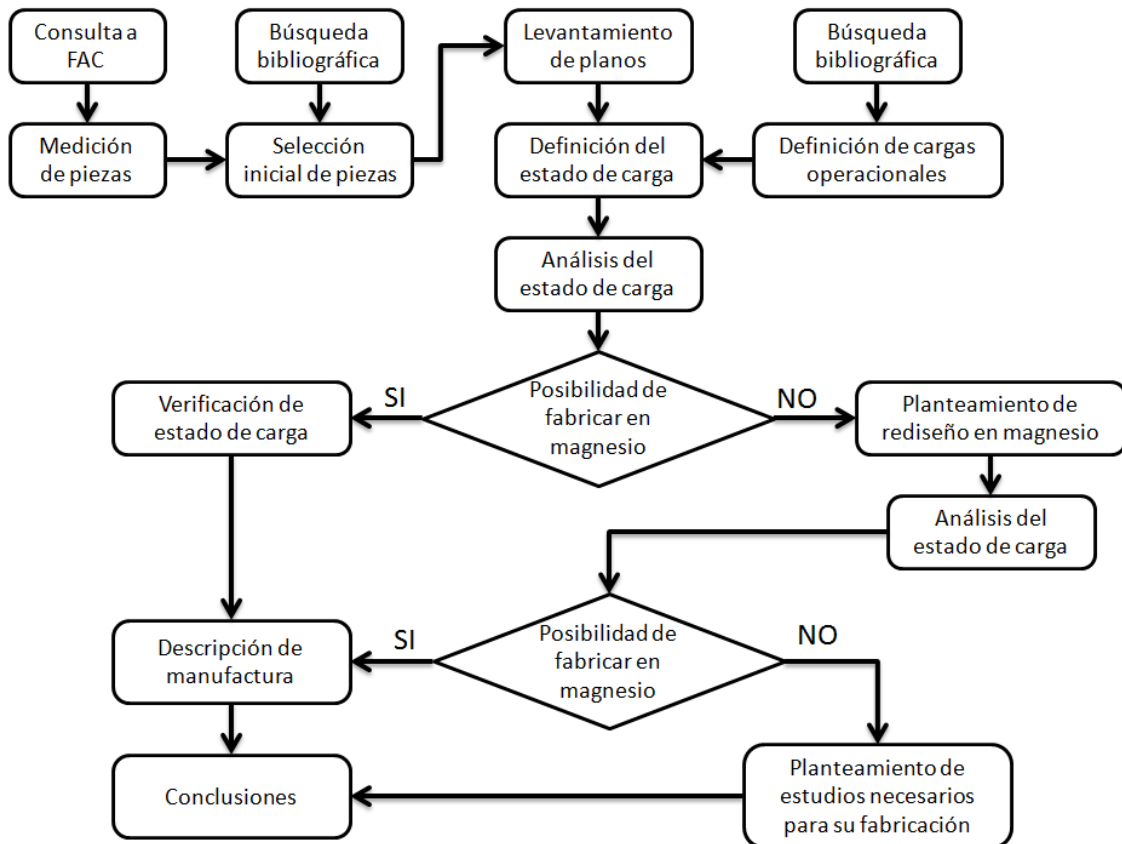 Consulta a
FAC
Búsqueda
bibliográfica
Levantamiento
de planos
Búsqueda
bibliográfica
Medición
de piezas
Selección
inicial de piezas
Definición del
estado de carga
Definición de cargas
operacionales
Análisis del
estado de carga
Posibilidad de
fabricar en
magnesio
SI
NO
Verificación de
estado de carga
Planteamiento de
rediseño en magnesio
Análisis del
estado de carga
Posibilidad de
fabricar en
magnesio
SI
NO
Descripción de
manufactura
Conclusiones
Planteamiento de
estudios necesarios
para su fabricación